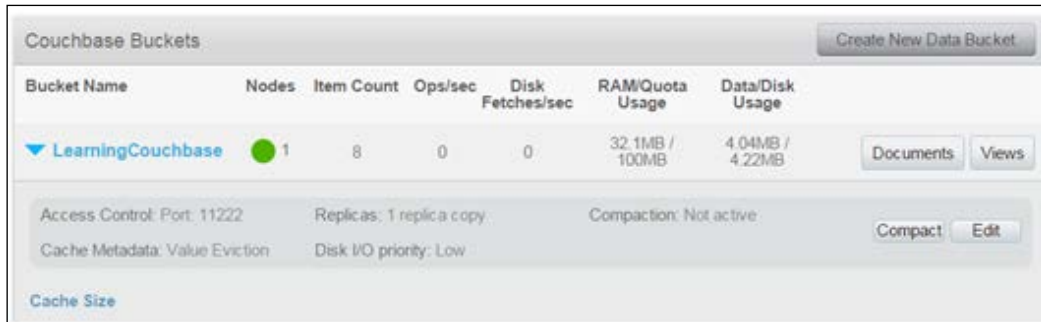 Couchbase Buckets Create New Data Bucket
Bucket Name Nodes Item Count Ops/sec Disk Fetches/sec RAM/Quota Usage Data/Disk Usage
LearningCouchbase 1 8 0 0 32.1MB / 100MB 4.04MB / 4.22MB Documents Views
Access Control: Port: 11222 Replicas: 1 replica copy Compaction: Not active
Compact Edit
Cache Metadata: Value Eviction Disk I/O priority: Low
Cache Size